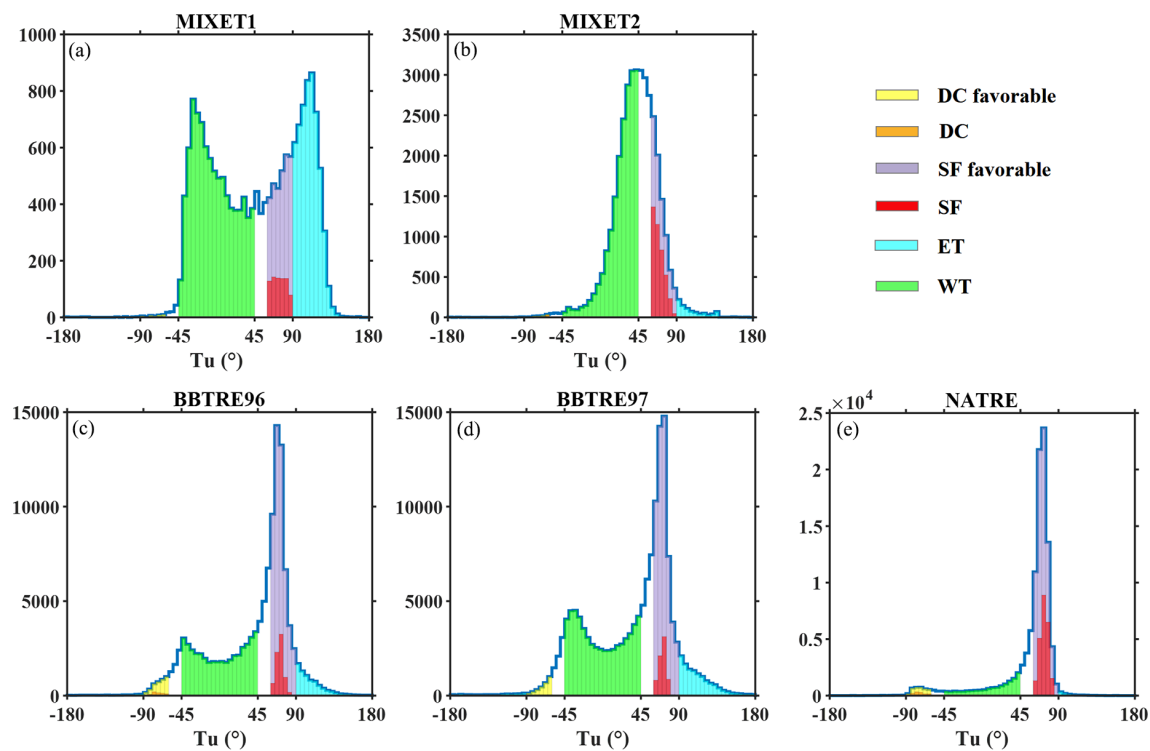 MIXET1
(a)
1000
800
600
400
200
0
-180 -90 -45 45 90 180
Tu (°)
MIXET2
(b)
3500
3000
2500
2000
1500
1000
500
0
-180 -90 -45 45 90 180
Tu (°)
DC favorable
DC
SF favorable
SF
ET
WT
BBTRE96
(c)
15000
10000
5000
0
-180 -90 -45 45 90 180
Tu (°)
BBTRE97
(d)
15000
10000
5000
0
-180 -90 -45 45 90 180
Tu (°)
NATRE
×10⁴
(e)
2.5
2
1.5
1
0.5
0
-180 -90 -45 45 90 180
Tu (°)